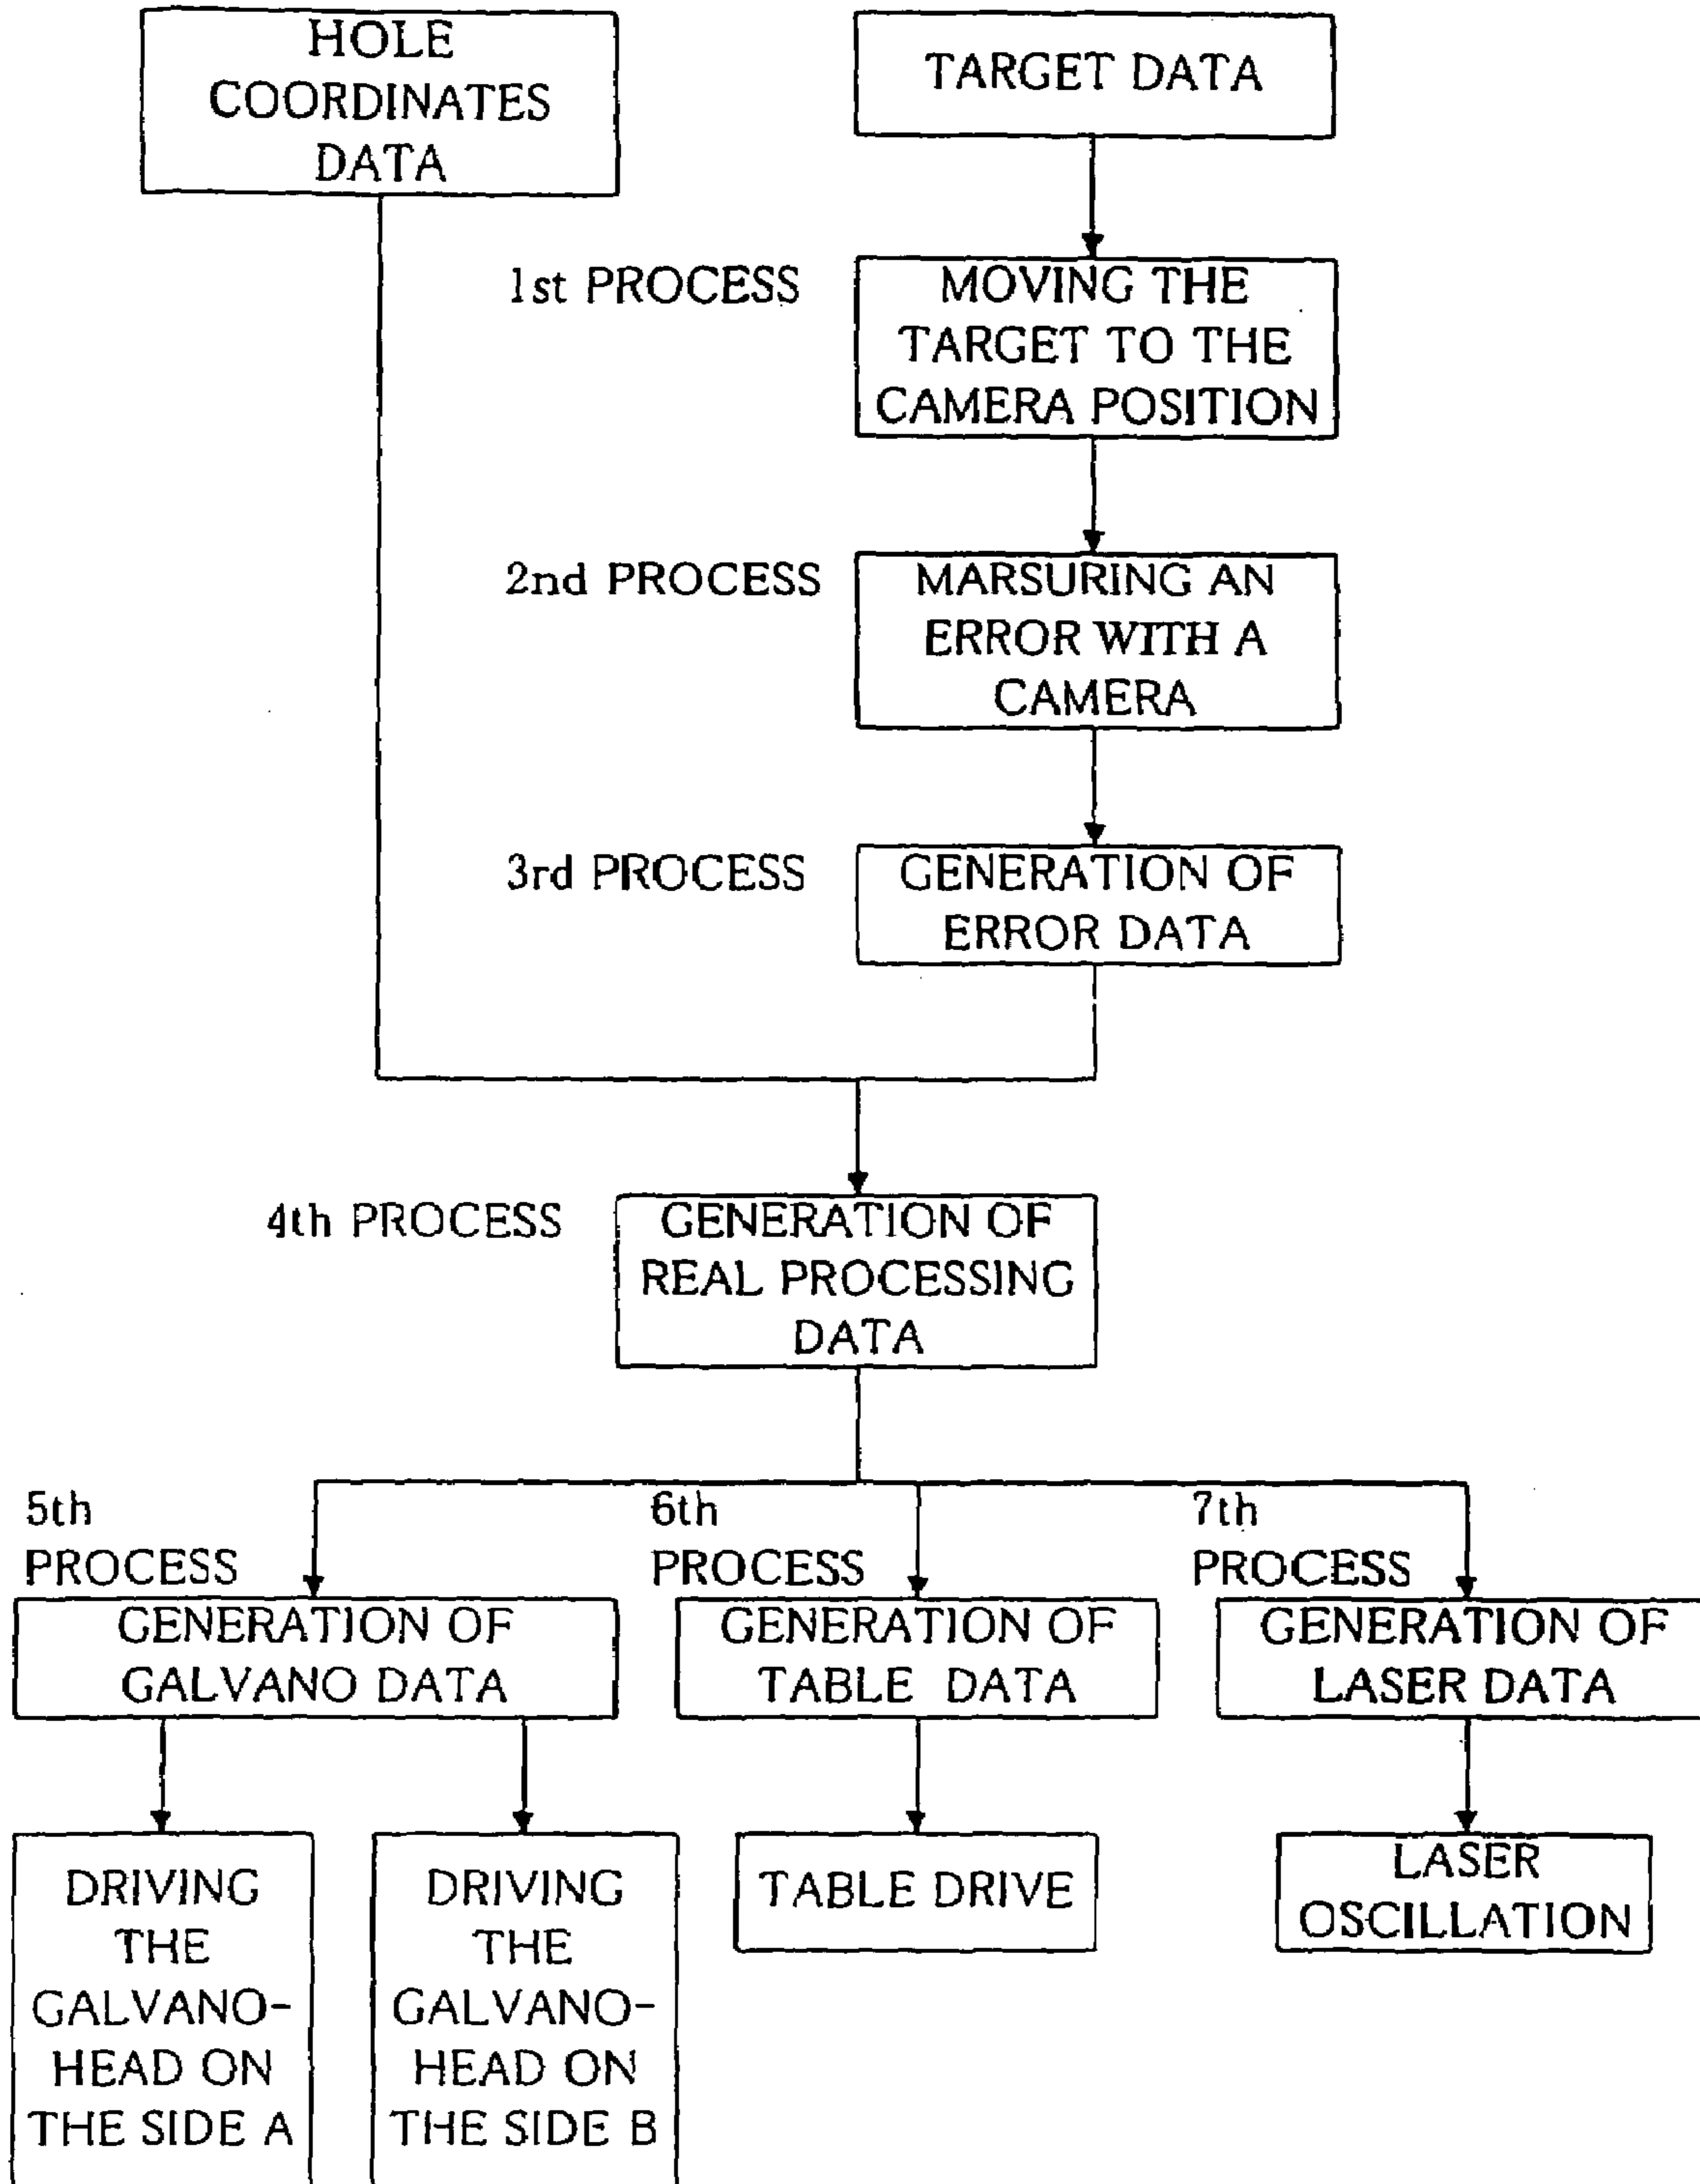 HOLE
COORDINATES
DATA
TARGET DATA
1st PROCESS
MOVING THE
TARGET TO THE
CAMERA POSITION
2nd PROCESS
MARSURING AN
ERROR WITH A
CAMERA
3rd PROCESS
GENERATION OF
ERROR DATA
4th PROCESS
GENERATION OF
REAL PROCESSING
DATA
5th
PROCESS
GENERATION OF
GALVANO DATA
6th
PROCESS
GENERATION OF
TABLE DATA
7th
PROCESS
GENERATION OF
LASER DATA
DRIVING
THE
GALVANO-
HEAD ON
THE SIDE A
DRIVING
THE
GALVANO-
HEAD ON
THE SIDE B
TABLE DRIVE
LASER
OSCILLATION